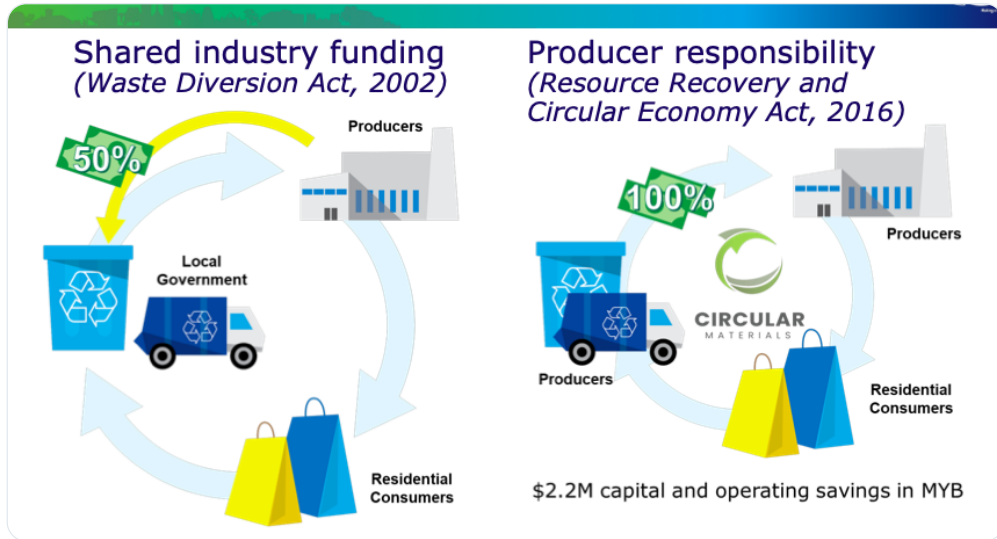 Shared industry funding
(Waste Diversion Act, 2002)
Producers
50%
Local
Government
Residential
Consumers
Producer responsibility
(Resource Recovery and
Circular Economy Act, 2016)
100%
Producers
CIRCULAR
MATERIALS
Producers
Residential
Consumers
$2.2M capital and operating savings in MYB